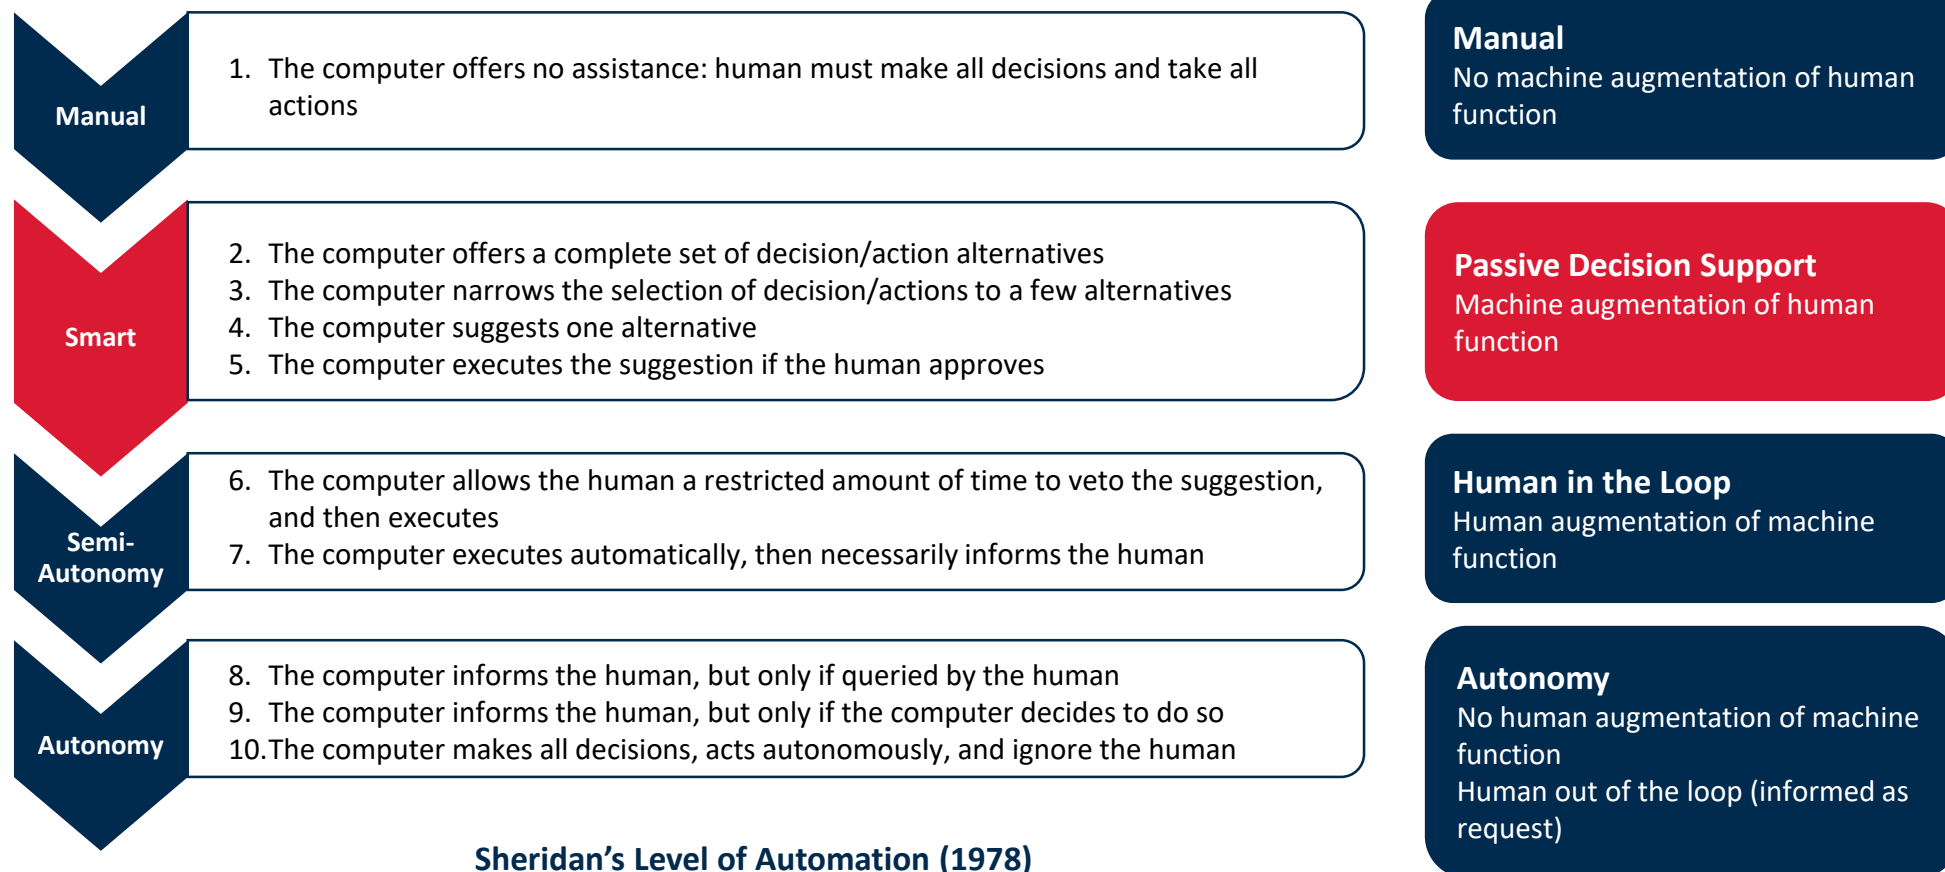 Manual
1. The computer offers no assistance: human must make all decisions and take all
actions
Manual
No machine augmentation of human
function
Smart
2. The computer offers a complete set of decision/action alternatives
3. The computer narrows the selection of decision/actions to a few alternatives
4. The computer suggests one alternative
5. The computer executes the suggestion if the human approves
Passive Decision Support
Machine augmentation of human
function
Semi-
Autonomy
6. The computer allows the human a restricted amount of time to veto the suggestion,
and then executes
7. The computer executes automatically, then necessarily informs the human
Human in the Loop
Human augmentation of machine
function
Autonomy
8. The computer informs the human, but only if queried by the human
9. The computer informs the human, but only if the computer decides to do so
10.The computer makes all decisions, acts autonomously, and ignore the human
Autonomy
No human augmentation of machine
function
Human out of the loop (informed as
request)
Sheridan's Level of Automation (1978)